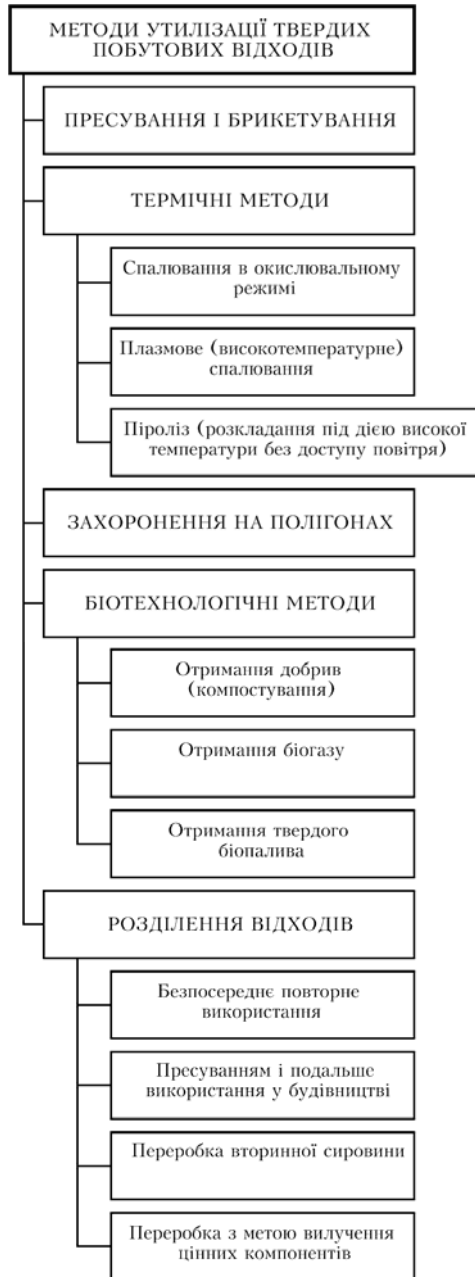 МЕТОДИ УТИЛІЗАЦІЇ ТВЕРДИХ
ПОБУТОВИХ ВІДХОДІВ
ПРЕСУВАННЯ І БРИКЕТУВАННЯ
ТЕРМІЧНІ МЕТОДИ
Спалювання в окислювальному
режимі
Плазмове (високотемпературне)
спалювання
Піроліз (розкладання під дією високої
температури без доступу повітря)
ЗАХОРОНЕННЯ НА ПОЛІГОНАХ
БІОТЕХНОЛОГІЧНІ МЕТОДИ
Отримання добрив
(компостування)
Отримання біогазу
Отримання твердого
біопалива
РОЗДІЛЕННЯ ВІДХОДІВ
Безпосереднє повторне
використання
Пресуванням і подальше
використання у будівництві
Переробка вторинної сировини
Переробка з метою вилучення
цінних компонентів